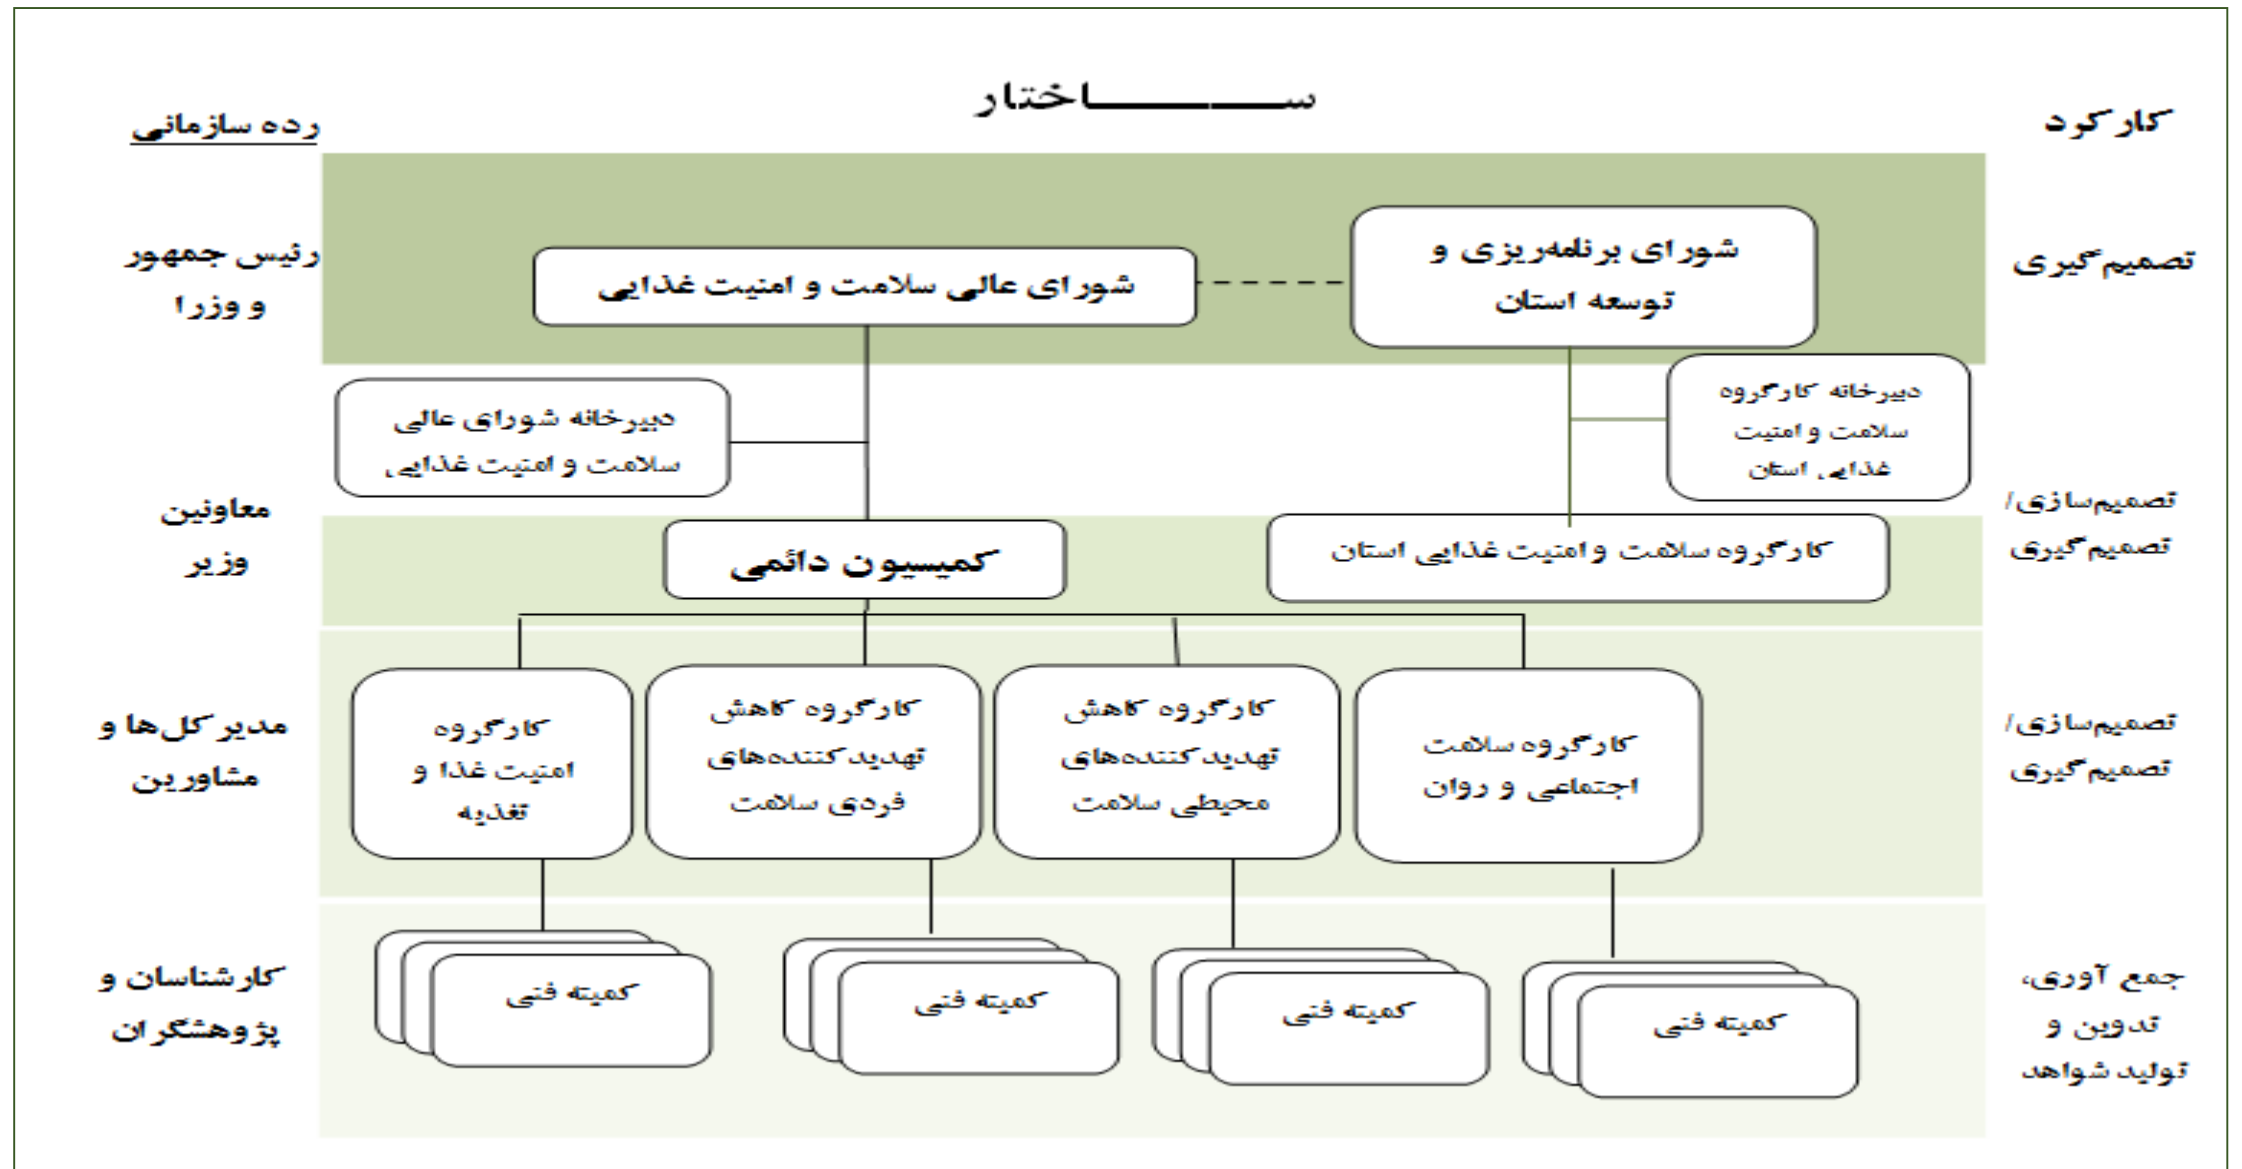 ساختار
کارکرد
رده سازمانی
تصمیم‌گیری
شورای برنامه‌ریزی و
توسعه استان
شورای عالی سلامت و امنیت غذایی
رئیس جمهور
و وزرا
دبیرخانه کارگروه
سلامت و امنیت
غذایی استان
دبیرخانه شورای عالی
سلامت و امنیت غذایی
تصمیم‌سازی/
تصمیم‌گیری
کارگروه سلامت و امنیت غذایی استان
کمیسیون دائمی
معاونین
وزیر
تصمیم‌سازی/
تصمیم‌گیری
کارگروه سلامت
اجتماعی و روان
کارگروه کاهش
تهدیدکننده‌های
محیطی سلامت
کارگروه کاهش
تهدیدکننده‌های
فردی سلامت
کارگروه
امنیت غذا و
تغذیه
مدیرکل‌ها و
مشاورین
جمع آوری،
تدوین و
تولید شواهد
کمیته فنی
کمیته فنی
کمیته فنی
کمیته فنی
کارشناسان و
پژوهشگران